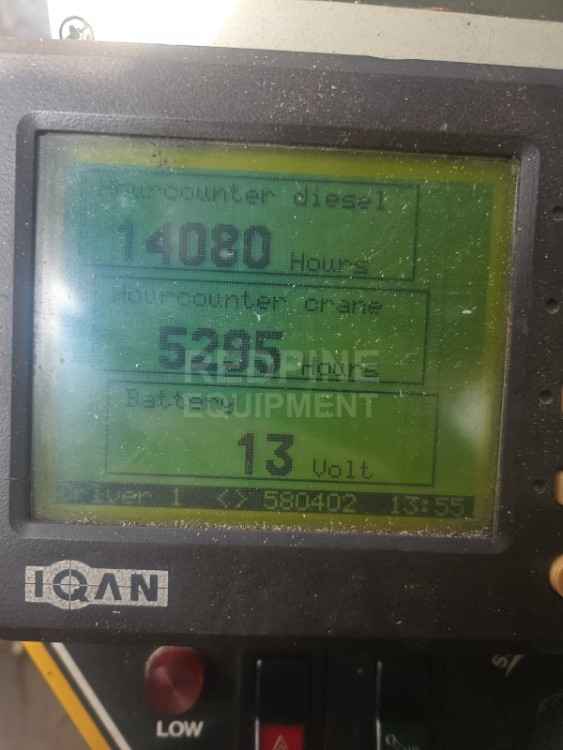 Hourcounter diesel
14080 Hours
Hourcounter crane
5295 Hours
REDPINE
EQUIPMENT
Battery
13 Volt
Driver 1 <> 580402 13:55
IQAN
LOW